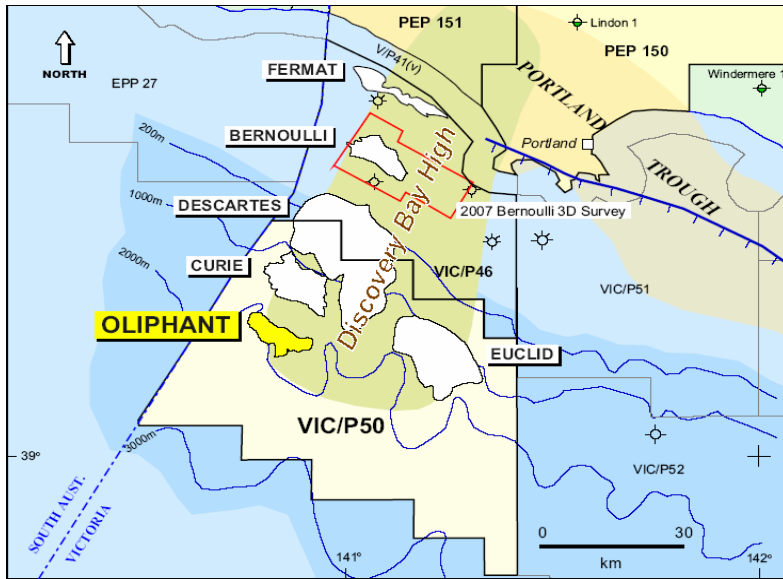 PEP 151
Lindon 1
PEP 150
NORTH
V/P41(v)
FERMAT
EPP 27
Windermere 1
PORTLAND
BERNOULLI
200m
Portland
TROUGH
1000m
DESCARTES
2007 Bernoulli 3D Survey
2000m
CURIE
VIC/P46
Discovery Bay High
VIC/P51
OLIPHANT
EUCLID
VIC/P50
3000m
39°
VIC/P52
SOUTH AUST.
VICTORIA
0
30
km
141°
142°